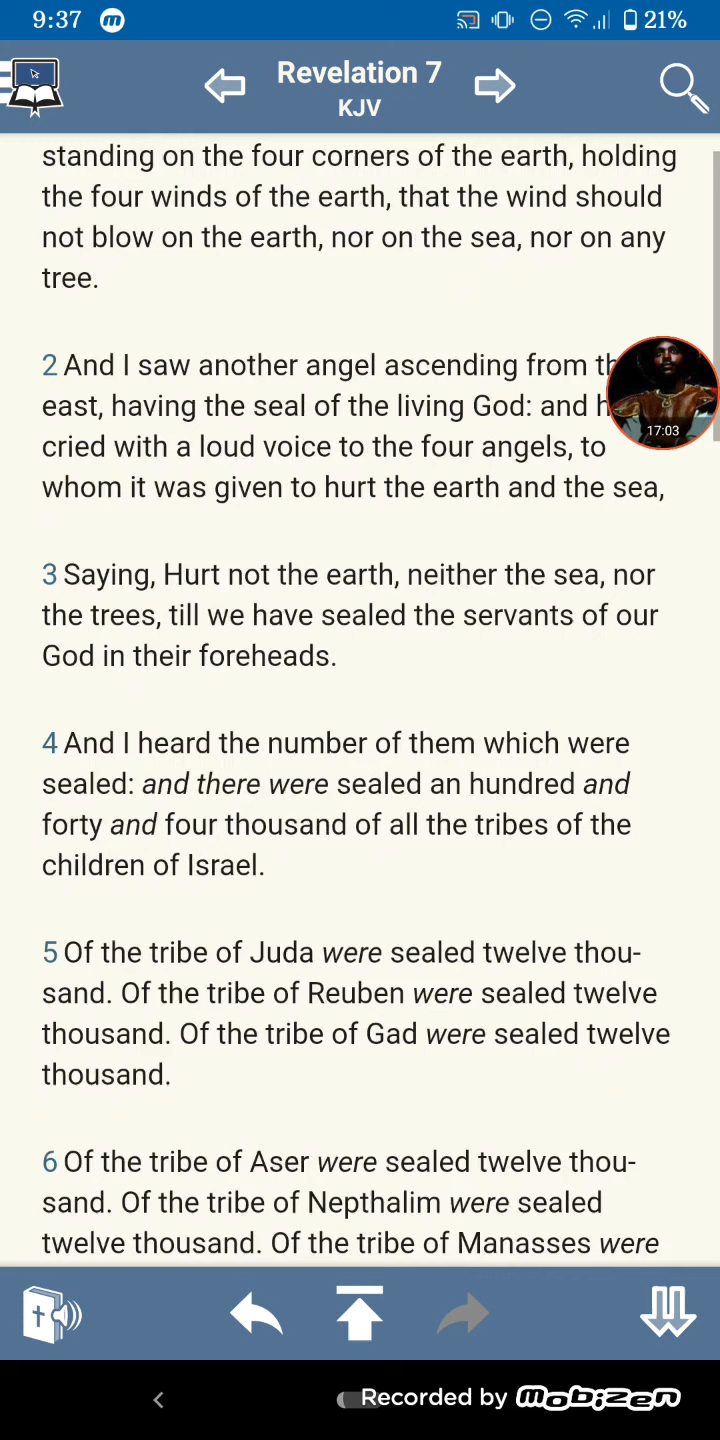 9:37 m 21%
Revelation 7
KJV
standing on the four corners of the earth, holding
the four winds of the earth, that the wind should
not blow on the earth, nor on the sea, nor on any
tree.
2 And I saw another angel ascending from th
east, having the seal of the living God: and h
17:03
cried with a loud voice to the four angels, to
whom it was given to hurt the earth and the sea,
3 Saying, Hurt not the earth, neither the sea, nor
the trees, till we have sealed the servants of our
God in their foreheads.
4 And I heard the number of them which were
sealed: and there were sealed an hundred and
forty and four thousand of all the tribes of the
children of Israel.
5 Of the tribe of Juda were sealed twelve thou-
sand. Of the tribe of Reuben were sealed twelve
thousand. Of the tribe of Gad were sealed twelve
thousand.
6 Of the tribe of Aser were sealed twelve thou-
sand. Of the tribe of Nepthalim were sealed
twelve thousand. Of the tribe of Manasses were
Recorded by Mobizen